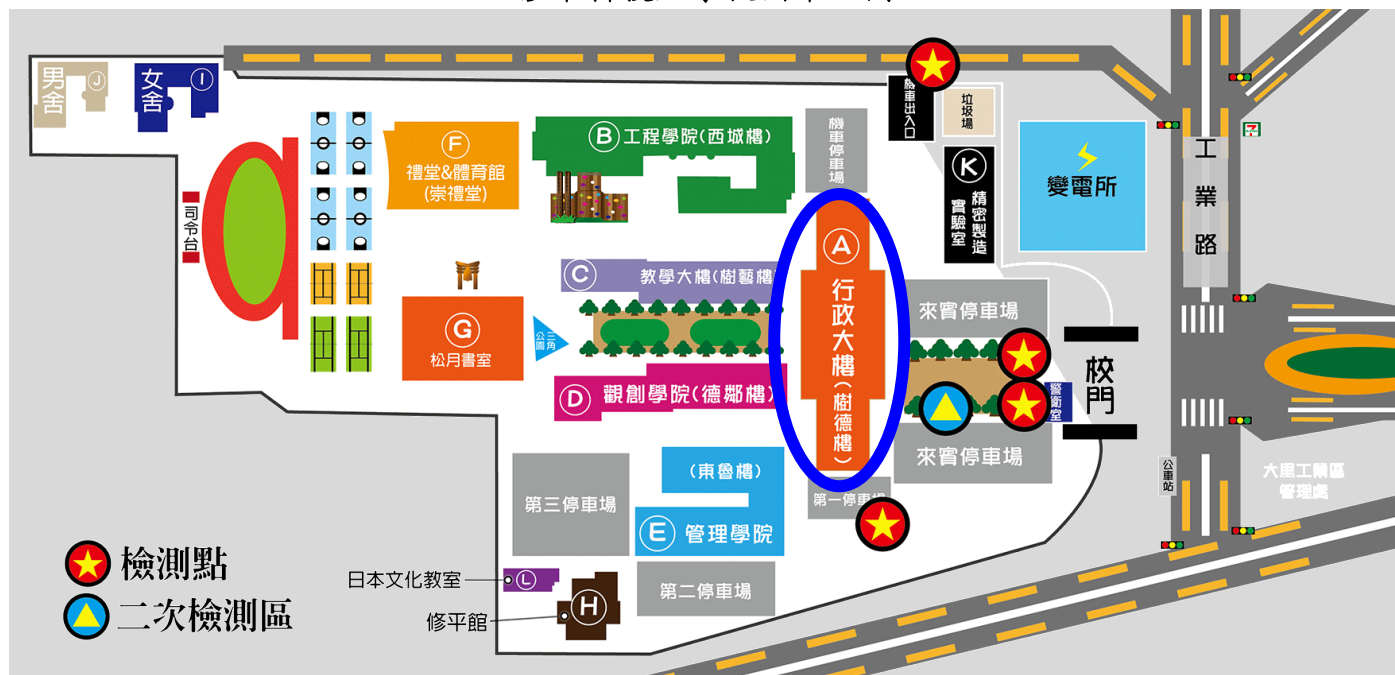 男舍
J
女舍
I
司令台
F
禮堂&體育館
(崇禮堂)
B 工程學院(西城樓)
機車停車場
機車出入口
垃圾場
K
精密製造
實驗室
變電所
工業路
7
A
行政大樓(樹德樓)
C 教學大樓(樹藝樓
G
松月書室
三角
公園
D 觀創學院(德鄰樓)
來賓停車場
來賓停車場
警衛室
校門
公車站
大里工業區
管理處
(東魯樓)
E 管理學院
第一停車場
第三停車場
第二停車場
日本文化教室
L
修平館
H
檢測點
二次檢測區